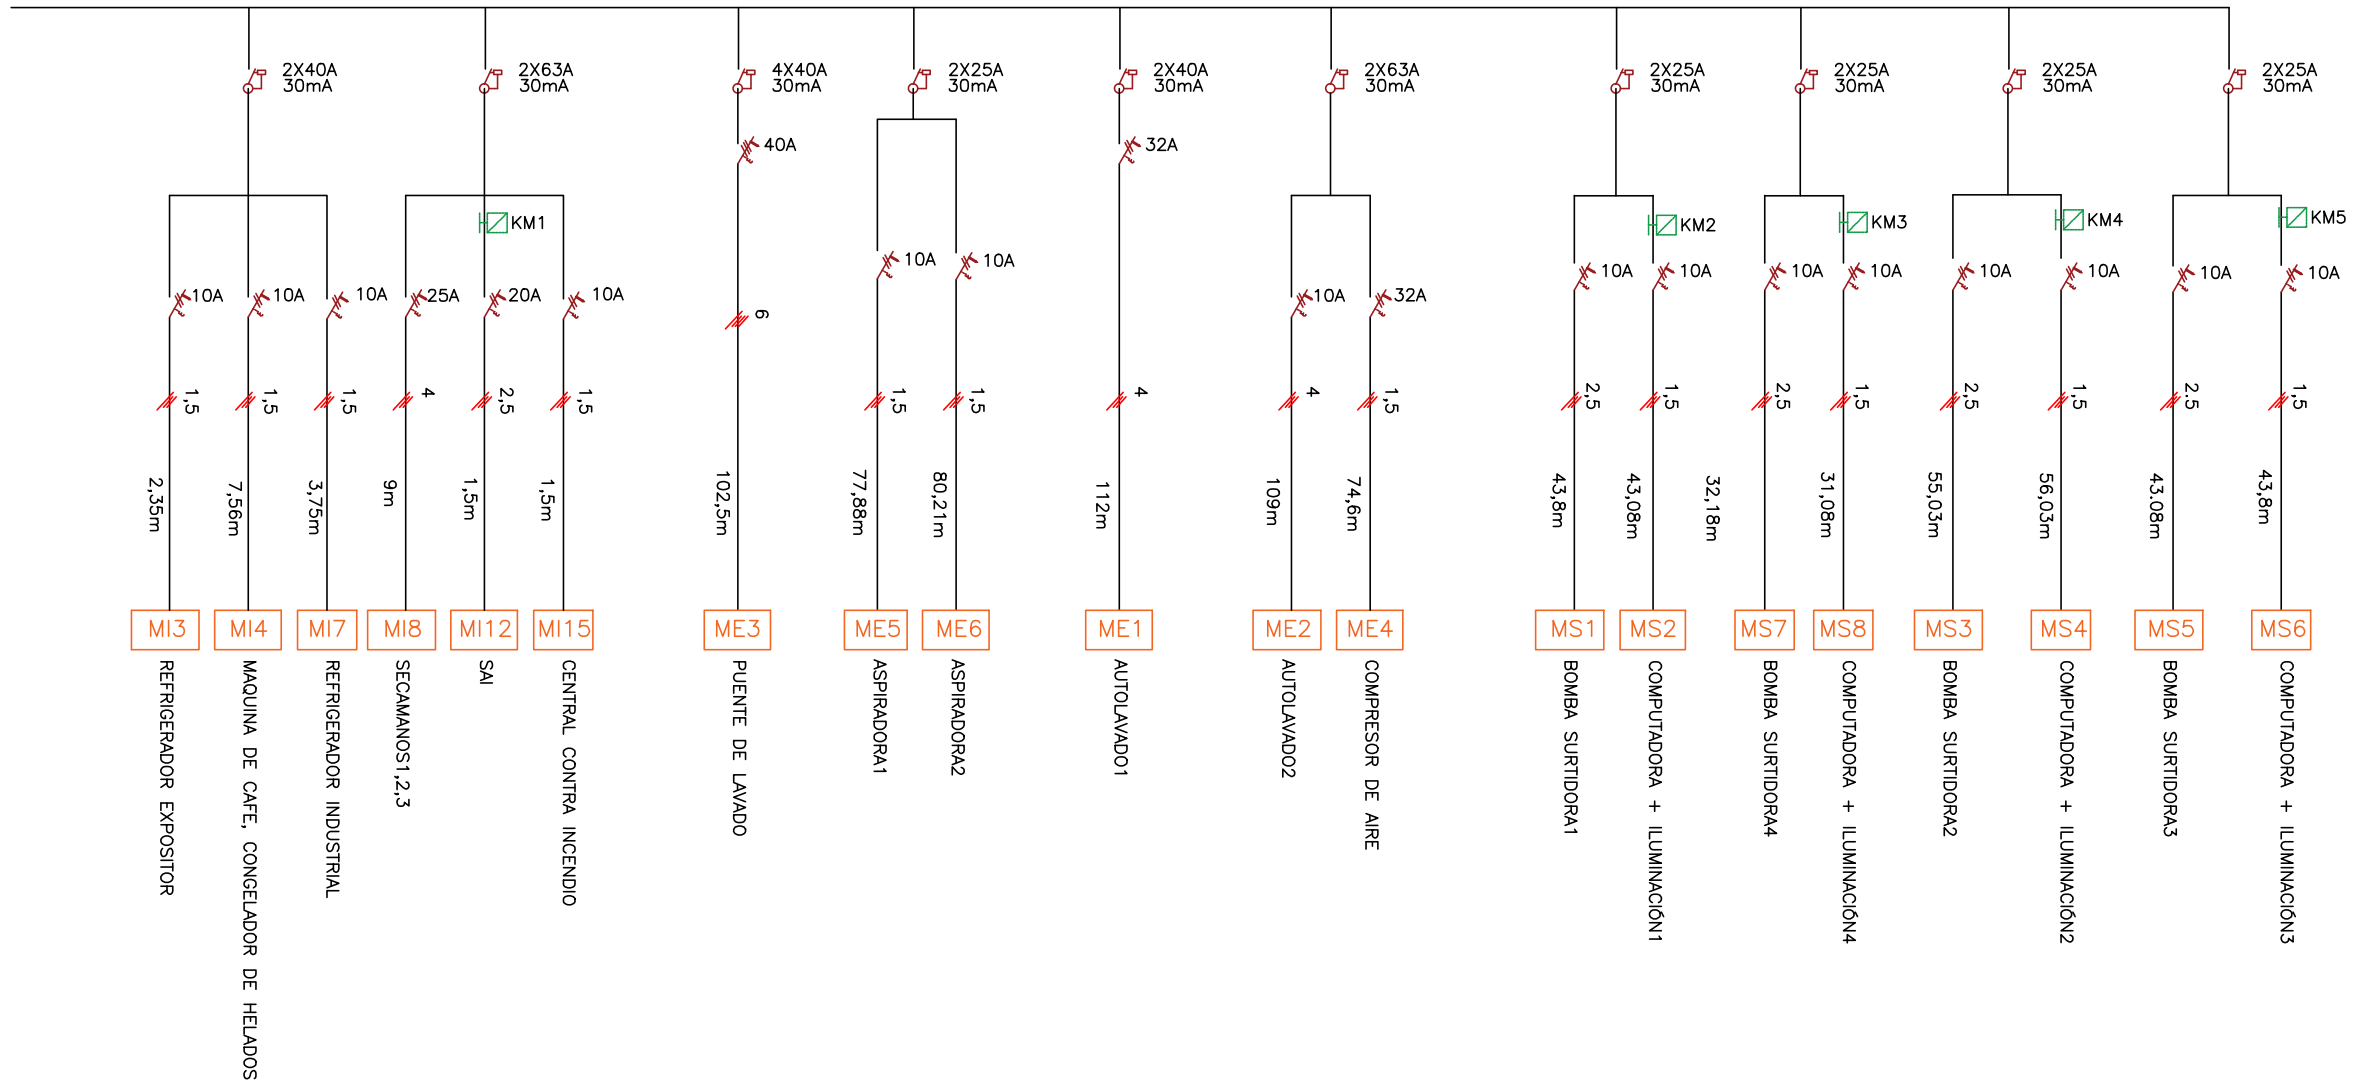 2X40A
30mA
2X63A
30mA
4X40A
30mA
2X25A
30mA
2X40A
30mA
2X63A
30mA
2X25A
30mA
2X25A
30mA
2X25A
30mA
2X25A
30mA
40A
32A
KM1
KM2
KM3
KM4
KM5
10A
10A
10A
25A
20A
10A
10A
10A
10A
32A
10A
10A
10A
10A
10A
10A
10A
10A
6
1,5
1,5
1,5
4
2,5
1,5
1,5
1,5
4
4
1,5
2,5
1,5
2,5
1,5
2,5
1,5
2.5
1,5
2,35m
7,56m
3,75m
9m
1,5m
1,5m
102,5m
77,88m
80,21m
112m
109m
74,6m
43,8m
43,08m
32,18m
31,08m
55,03m
56,03m
43.08m
43,8m
MI3
MI4
MI7
MI8
MI12
MI15
ME3
ME5
ME6
ME1
ME2
ME4
MS1
MS2
MS7
MS8
MS3
MS4
MS5
MS6
REFRIGERADOR EXPOSITOR
MAQUINA DE CAFE, CONGELADOR DE HELADOS
REFRIGERADOR INDUSTRIAL
SECAMANOS1,2,3
SAI
CENTRAL CONTRA INCENDIO
PUENTE DE LAVADO
ASPIRADORA1
ASPIRADORA2
AUTOLAVADO1
AUTOLAVADO2
COMPRESOR DE AIRE
BOMBA SURTIDORA1
COMPUTADORA + ILUMINACIÓN1
BOMBA SURTIDORA4
COMPUTADORA + ILUMINACIÓN4
BOMBA SURTIDORA2
COMPUTADORA + ILUMINACIÓN2
BOMBA SURTIDORA3
COMPUTADORA + ILUMINACIÓN3